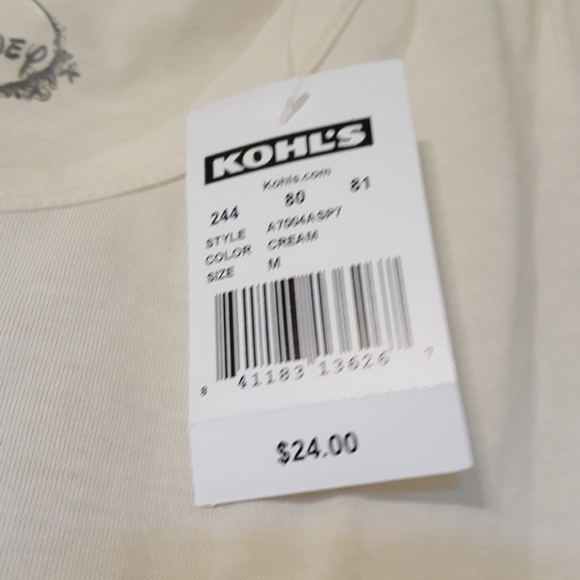 KOHL'S
Kohls.com
244 80 81
STYLE A7004ASP7
COLOR CREAM
SIZE M
8 41183 13626 7
$24.00